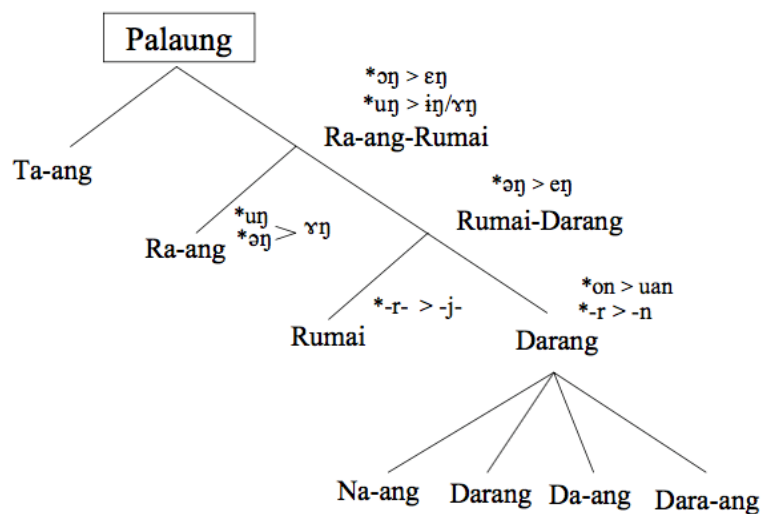 Palaung
*ɔŋ > ɛŋ
*uŋ > ɨŋ/ɤŋ
Ra-ang-Rumai
Ta-ang
*əŋ > eŋ
Rumai-Darang
*uŋ
*əŋ > ɤŋ
Ra-ang
*on > uan
*-r > -n
*-r- > -j-
Rumai
Darang
Na-ang Darang Da-ang Dara-ang